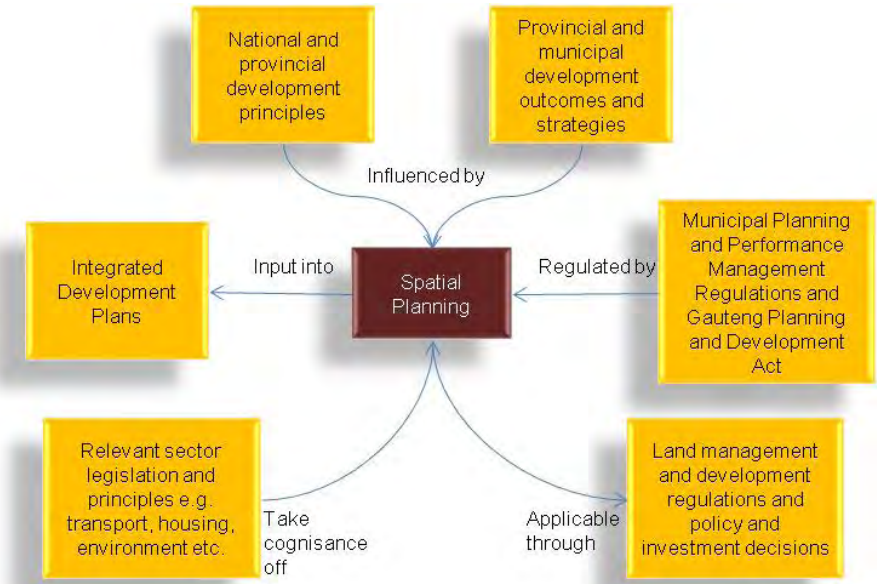 National and
provincial
development
principles
Provincial and
municipal
development
outcomes and
strategies
Influenced by
Integrated
Development
Plans
Input into
Spatial
Planning
Regulated by
Municipal Planning
and Performance
Management
Regulations and
Gauteng Planning
and Development
Act
Relevant sector
legislation and
principles e.g.
transport, housing,
environment etc.
Take
cognisance
off
Applicable
through
Land management
and development
regulations and
policy and
investment decisions